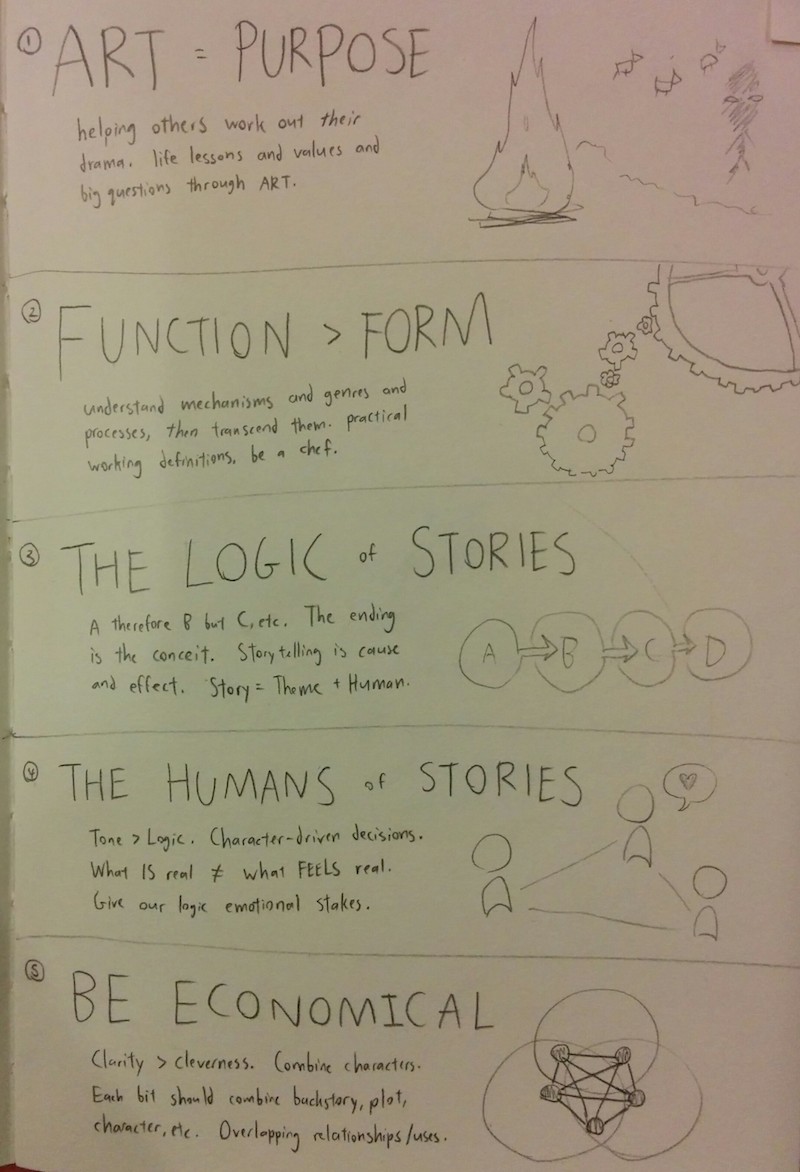 ① ART = PURPOSE
helping others work out their
drama. life lessons and values and
big questions through ART.
② FUNCTION > FORM
understand mechanisms and genres and
processes, then transcend them. practical
working definitions. be a chef.
③ THE LOGIC of STORIES
A therefore B but C, etc. The ending
is the conceit. Storytelling is cause
and effect. Story = Theme + Human.
A B C D
④ THE HUMANS of STORIES
Tone > Logic. Character-driven decisions.
What IS real ≠ what FEELS real.
Give our logic emotional stakes.
⑤ BE ECONOMICAL
Clarity > cleverness. Combine characters.
Each bit should combine backstory, plot,
character, etc. Overlapping relationships/uses.